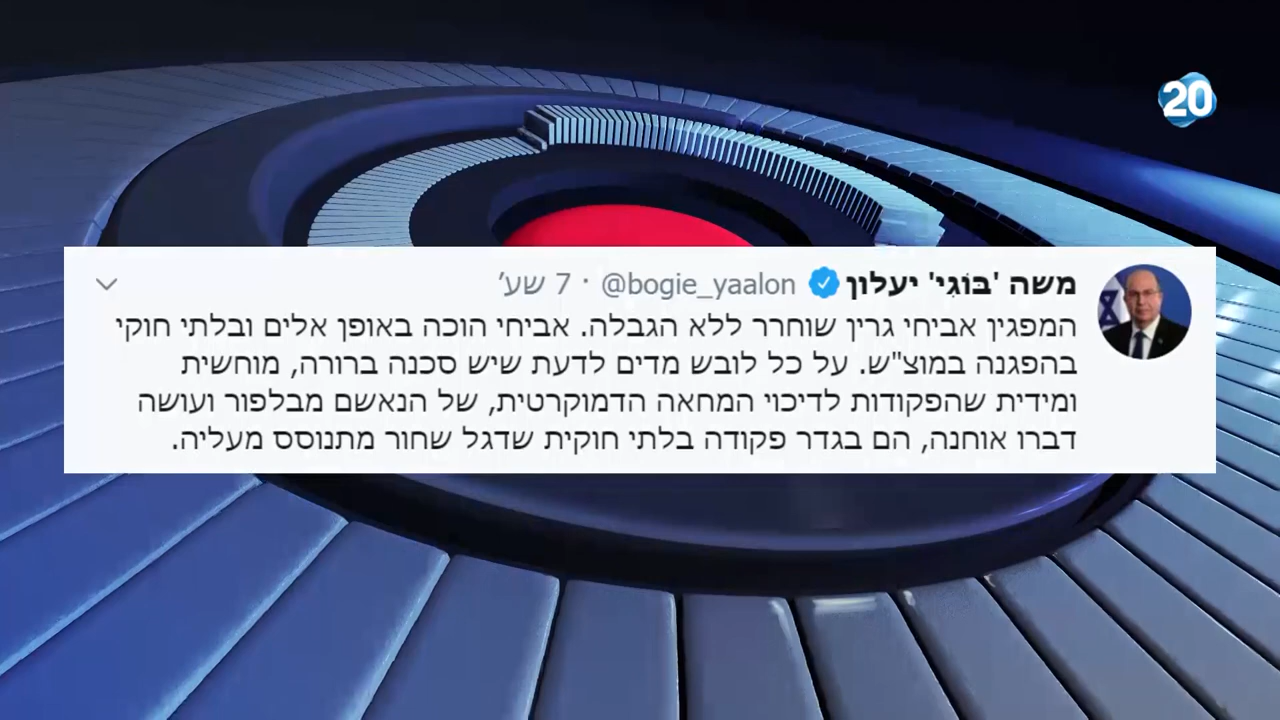 20
משה 'בּוֹגִי' יעלון @bogie_yaalon · 7 שע'
המפגין אביחי גרין שוחרר ללא הגבלה. אביחי הוכה באופן אלים ובלתי חוקי
בהפגנה במוצ"ש. על כל לובש מדים לדעת שיש סכנה ברורה, מוחשית
ומידית שהפקודות לדיכוי המחאה הדמוקרטית, של הנאשם מבלפור ועושה
דברו אוחנה, הם בגדר פקודה בלתי חוקית שדגל שחור מתנוסס מעליה.